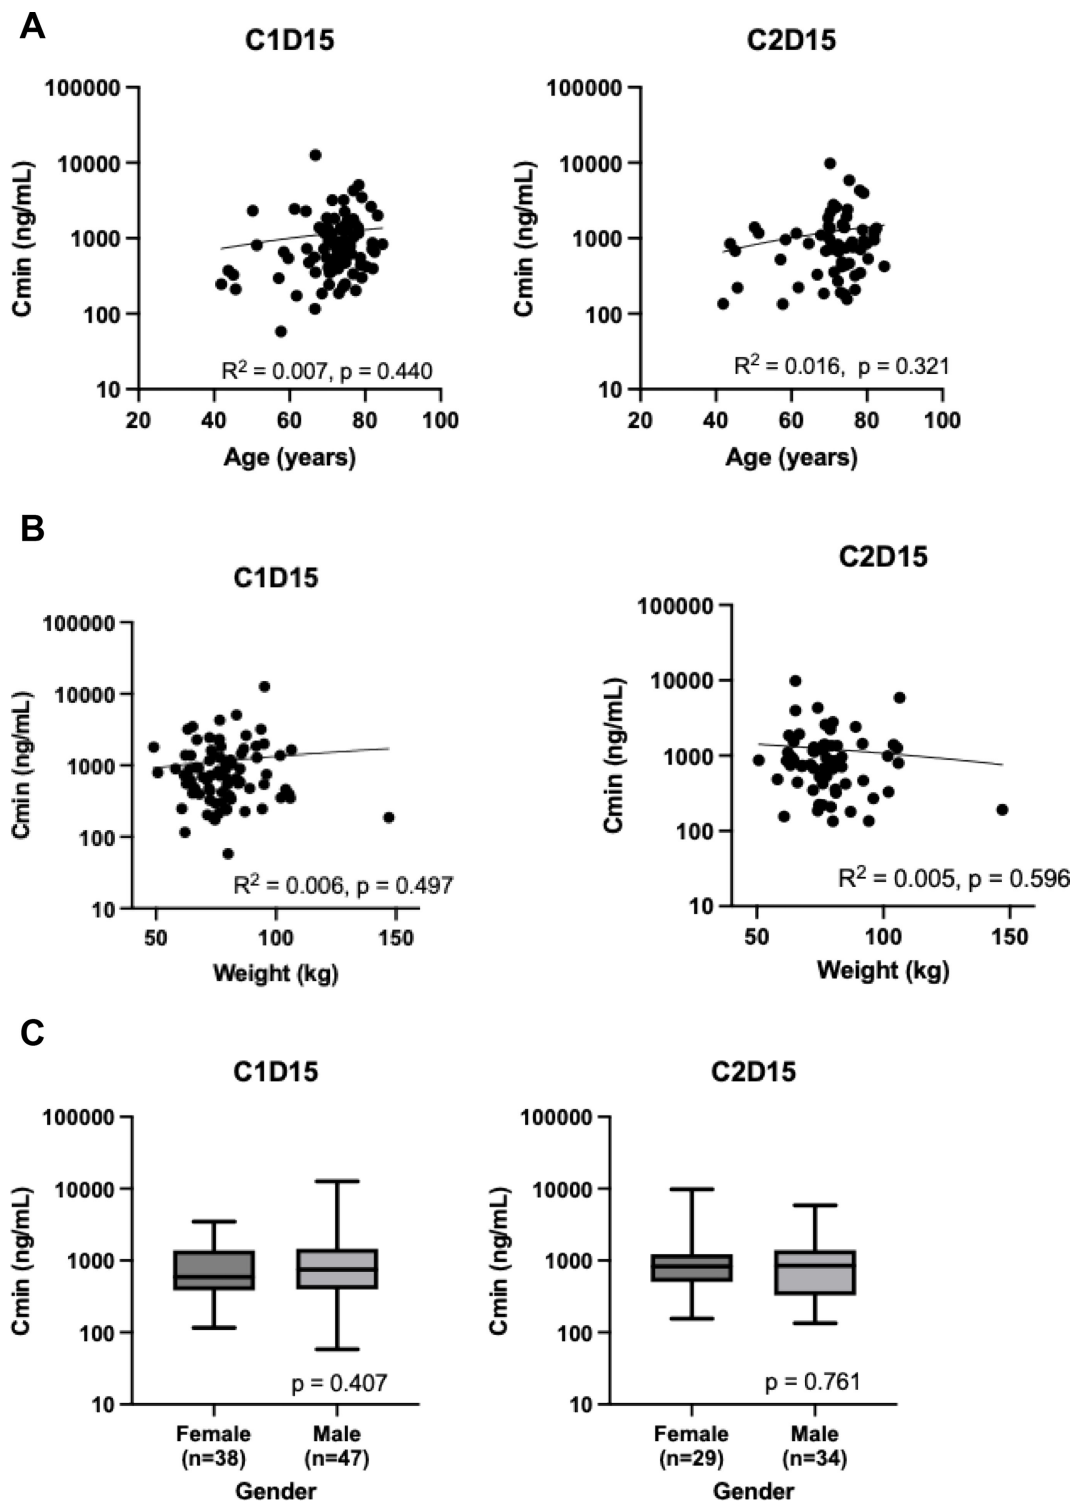 A
C1D15
C2D15
100000
10000
1000
100
10
Cmin (ng/mL)
R² = 0.007, p = 0.440
20 40 60 80 100
Age (years)
100000
10000
1000
100
10
Cmin (ng/mL)
R² = 0.016, p = 0.321
20 40 60 80 100
Age (years)
B
C1D15
C2D15
100000
10000
1000
100
10
Cmin (ng/mL)
R² = 0.006, p = 0.497
50 100 150
Weight (kg)
100000
10000
1000
100
10
Cmin (ng/mL)
R² = 0.005, p = 0.596
50 100 150
Weight (kg)
C
C1D15
C2D15
100000
10000
1000
100
10
Cmin (ng/mL)
p = 0.407
Female Male
(n=38) (n=47)
Gender
100000
10000
1000
100
10
Cmin (ng/mL)
p = 0.761
Female Male
(n=29) (n=34)
Gender